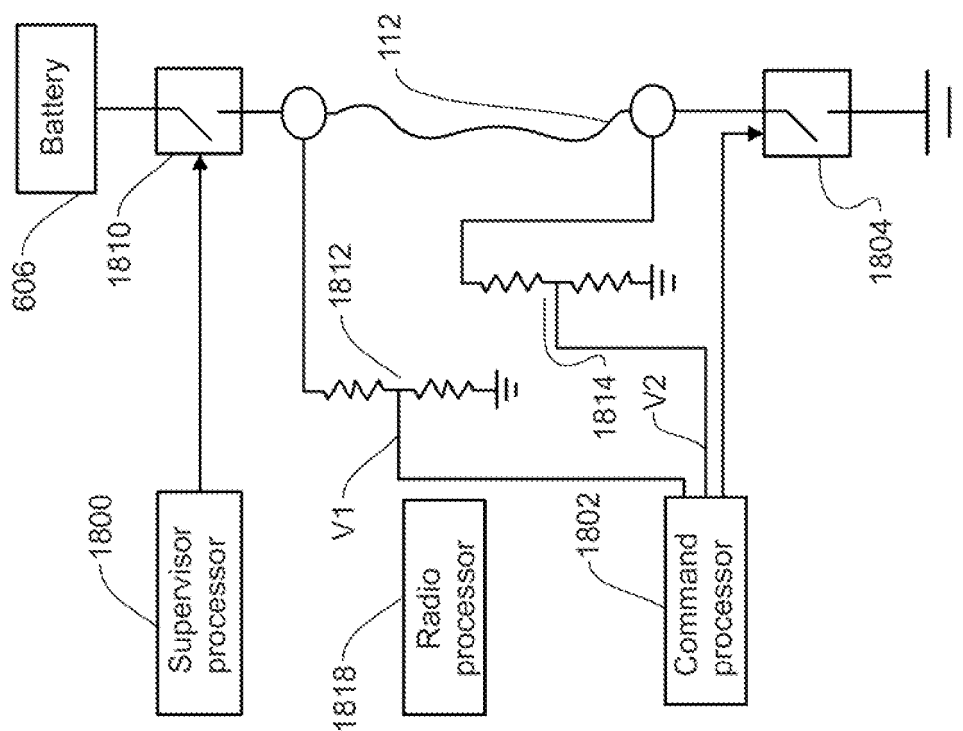 606
Battery
1800
1810
Supervisor
processor
1818
V1
1812
112
Radio
processor
1802
1814
V2
Command
processor
1804